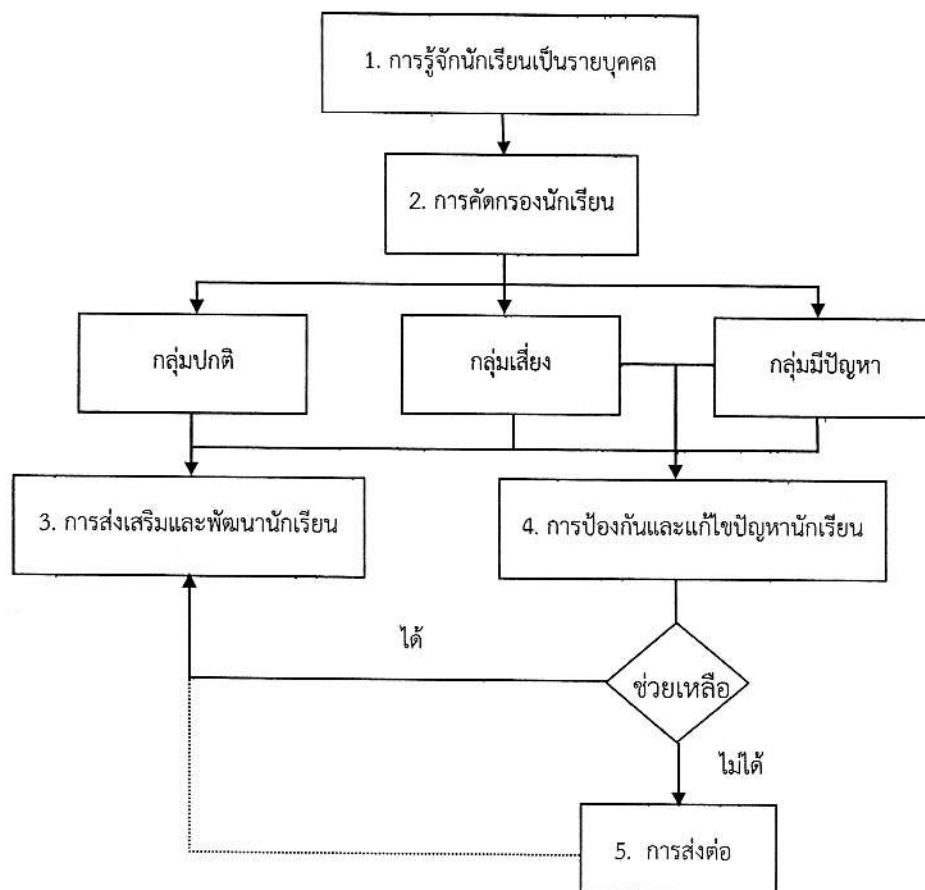 1. การรู้จักนักเรียนเป็นรายบุคคล
2. การคัดกรองนักเรียน
กลุ่มปกติ
กลุ่มเสี่ยง
กลุ่มมีปัญหา
3. การส่งเสริมและพัฒนานักเรียน
4. การป้องกันและแก้ไขปัญหานักเรียน
ได้
ช่วยเหลือ
ไม่ได้
5. การส่งต่อ